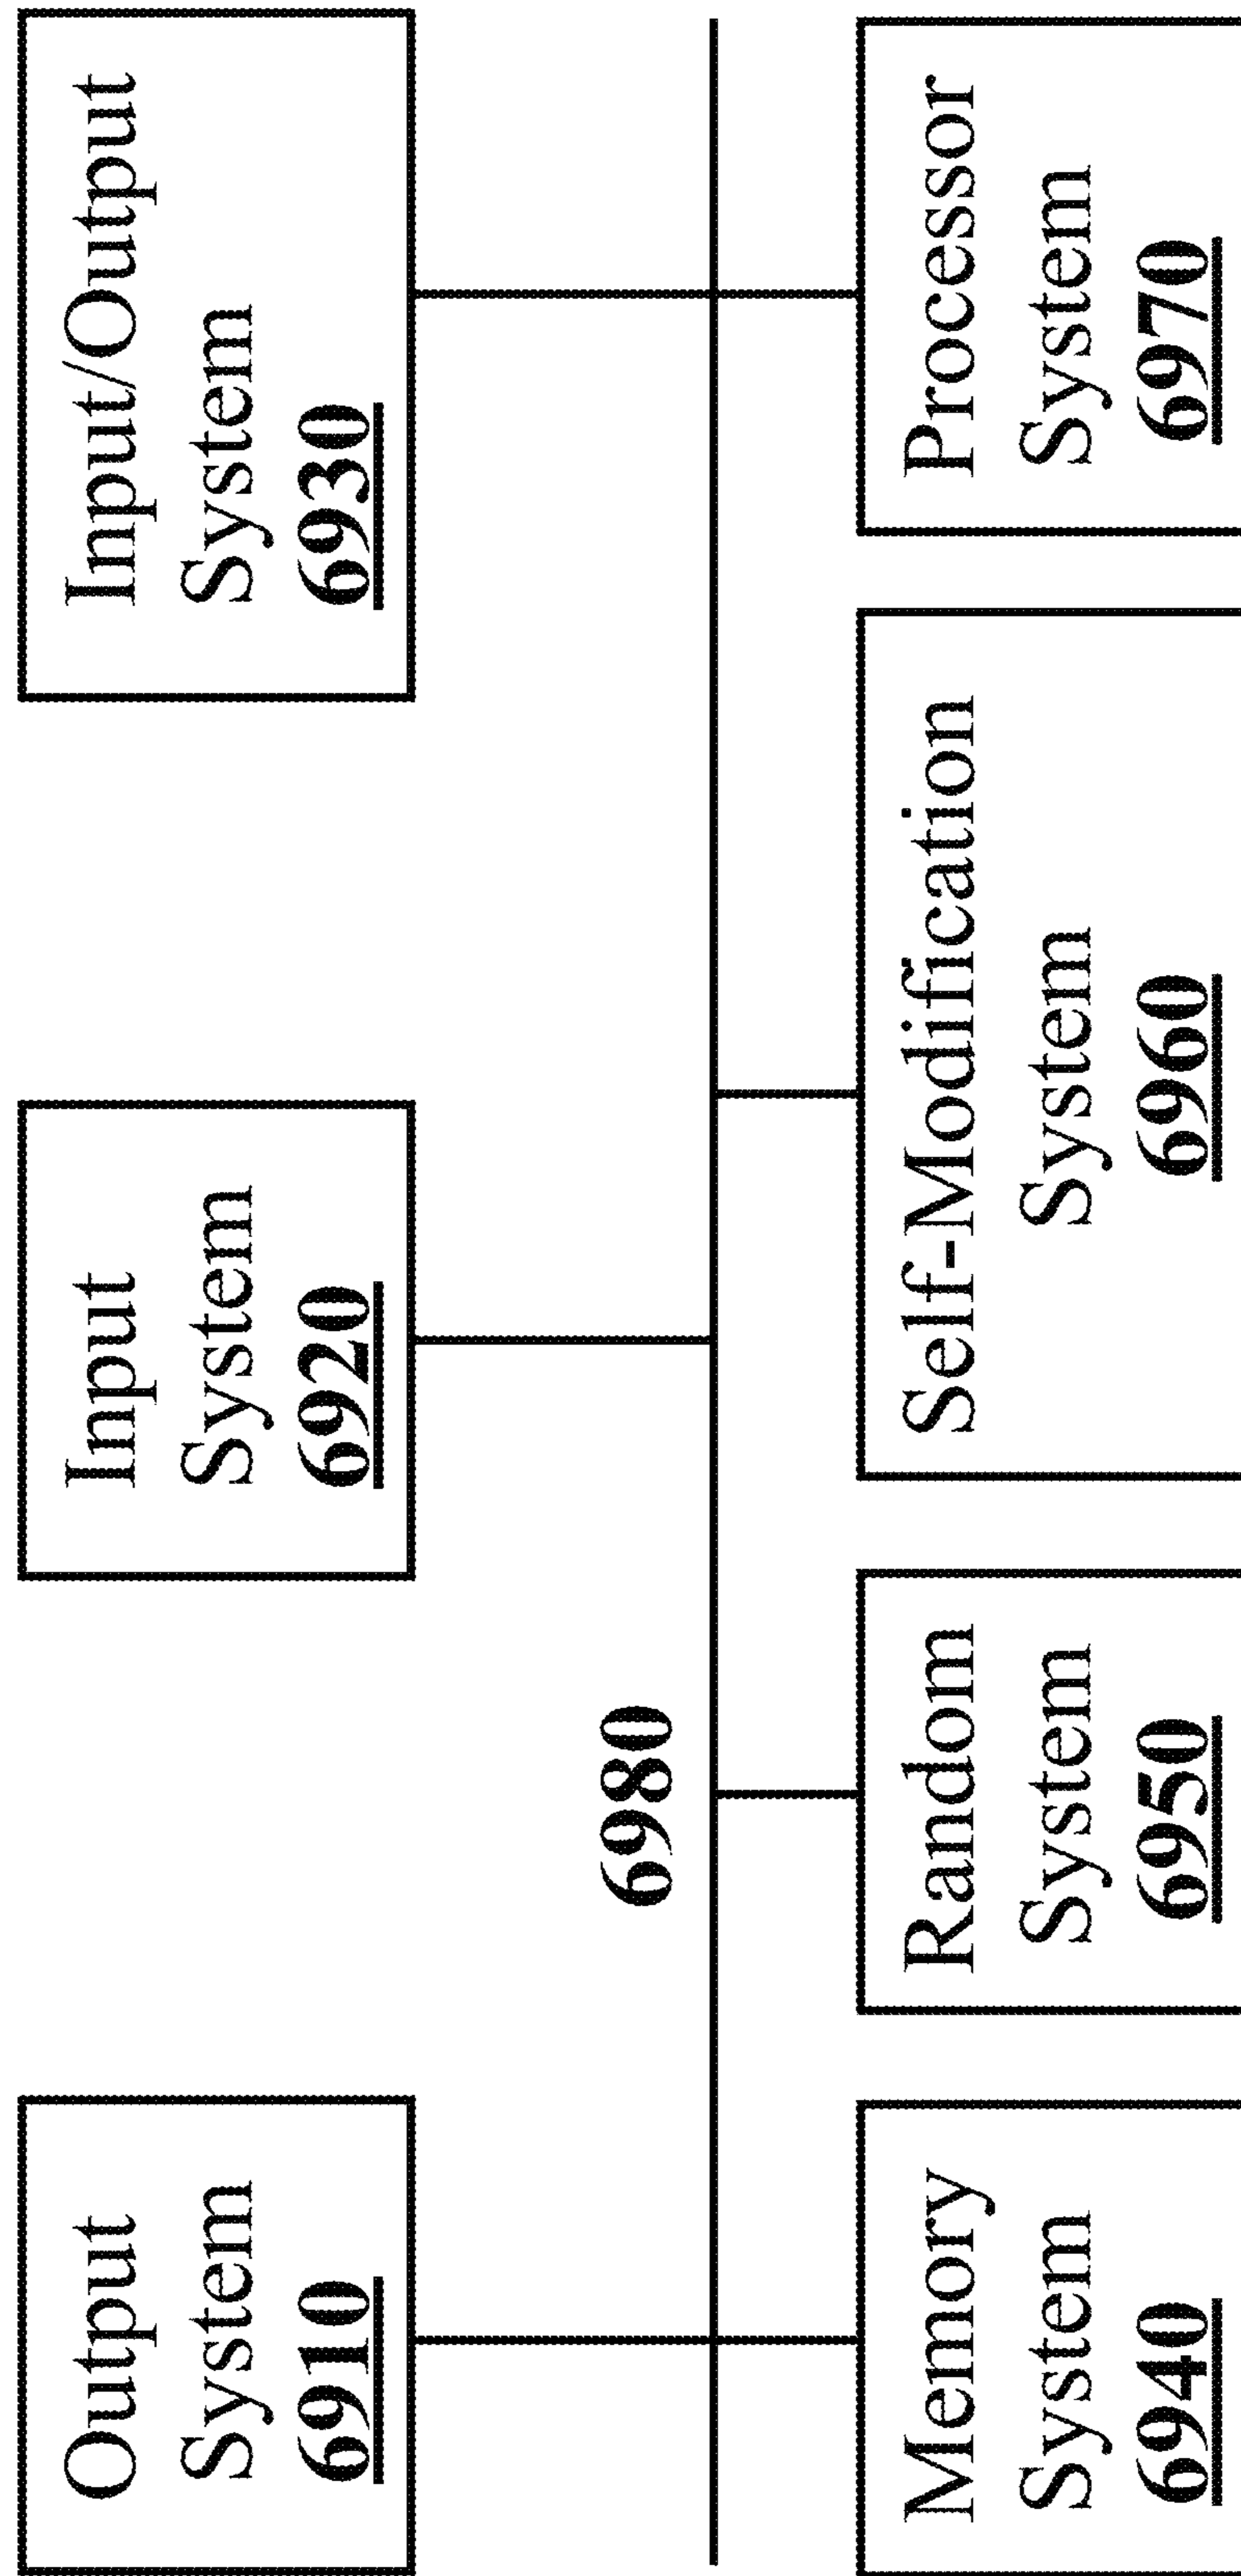 Output
System
6910
Input
System
6920
Input/Output
System
6930
6980
Memory
System
6940
Random
System
6950
Self-Modification
System
6960
Processor
System
6970